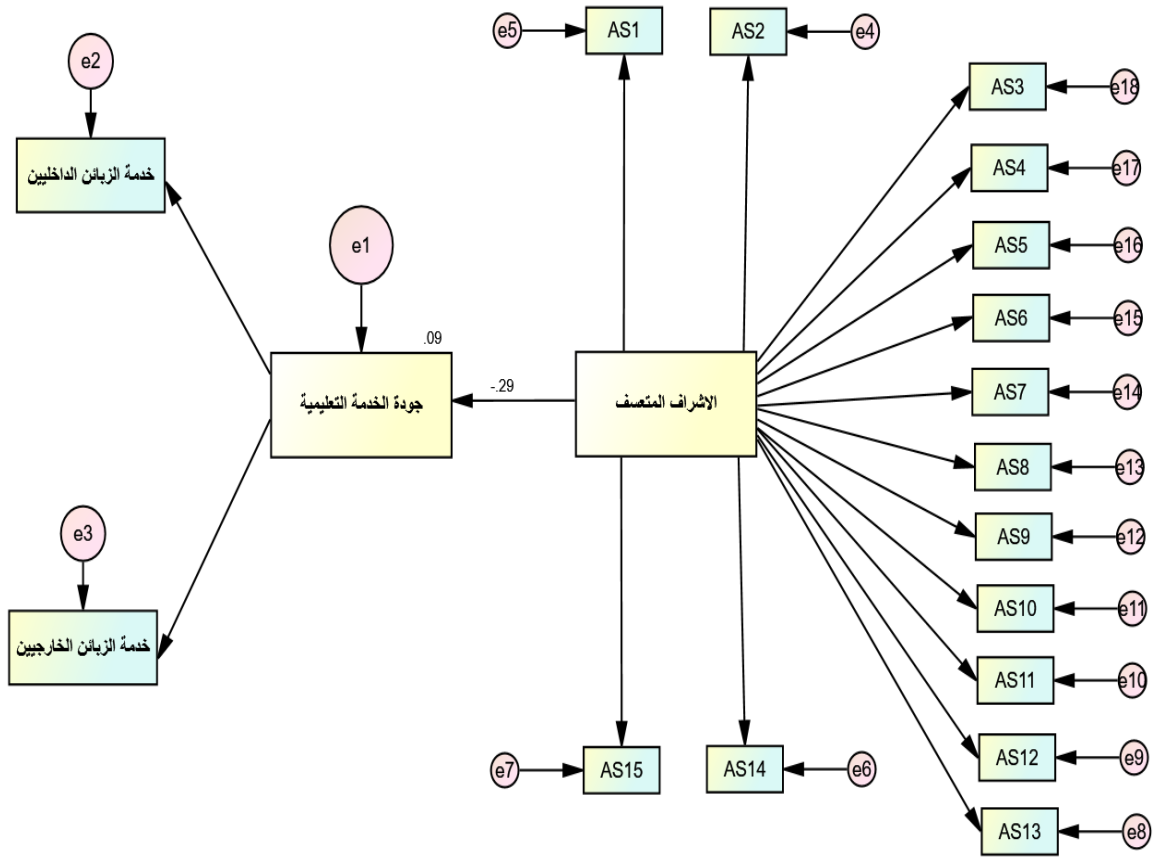 e5
AS1
AS2
e4
e2
AS3
e18
خدمة الزبائن الداخليين
AS4
e17
e1
AS5
e16
AS6
e15
.09
-.29
جودة الخدمة التعليمية
الاشراف المتعسف
AS7
e14
AS8
e13
e3
AS9
e12
AS10
e11
خدمة الزبائن الخارجيين
AS11
e10
e7
AS15
AS14
e6
AS12
e9
AS13
e8